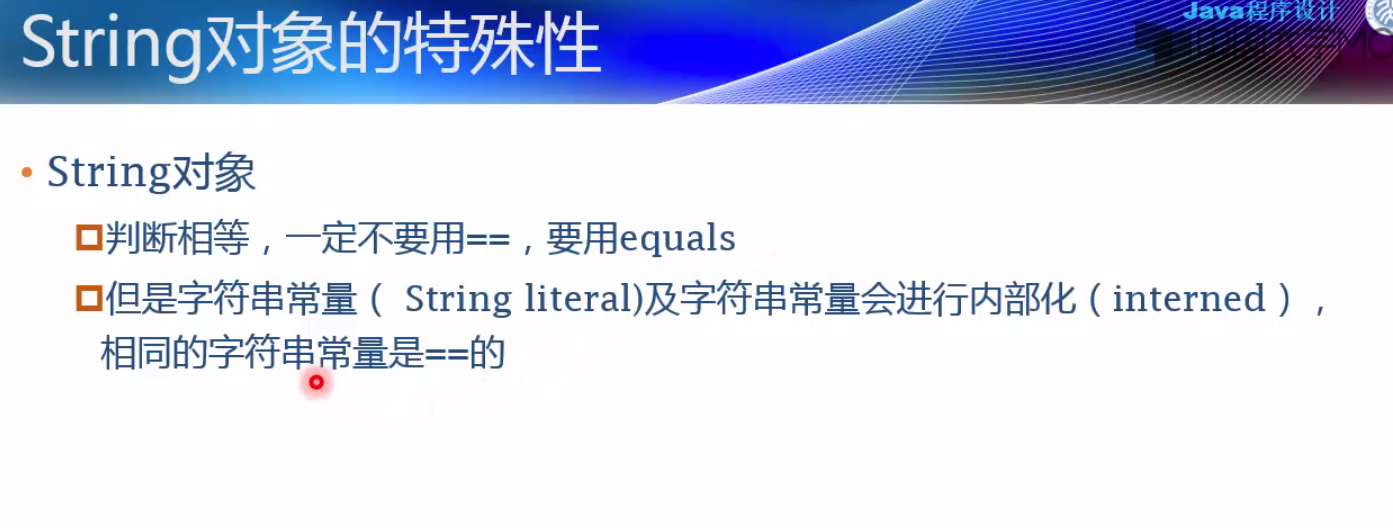 Java程序设计
String对象的特殊性
• String对象
判断相等，一定不要用==，要用equals
但是字符串常量（ String literal)及字符串常量会进行内部化（interned），
相同的字符串常量是==的